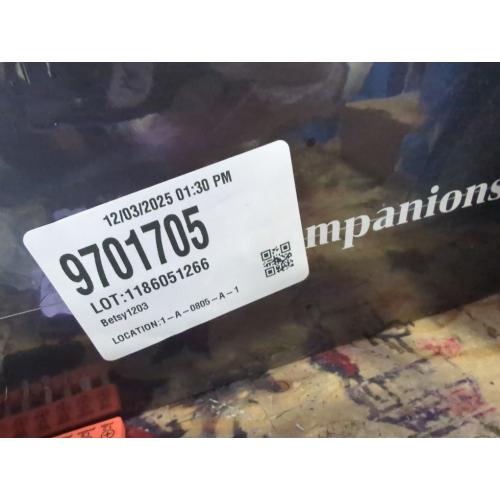 12/03/2025 01:30 PM
9701705
LOT:1186051266
Betsy1203
LOCATION:1-A-0805-A-1
mpanions